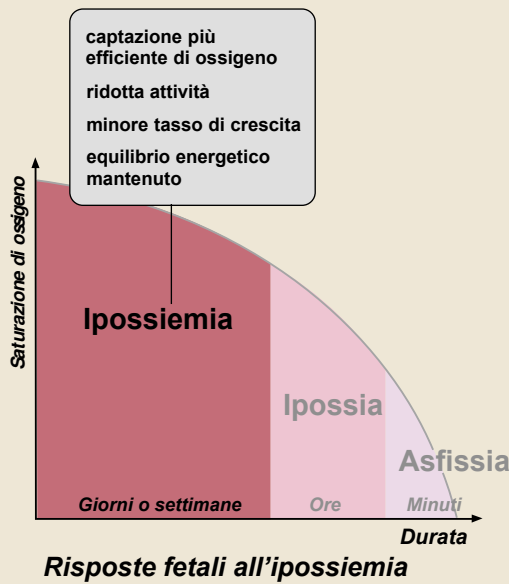 captazione più
efficiente di ossigeno
ridotta attività
minore tasso di crescita
equilibrio energetico
mantenuto
Saturazione di ossigeno
Ipossiemia
Ipossia
Asfissia
Giorni o settimane
Ore
Minuti
Durata
Risposte fetali all'ipossiemia